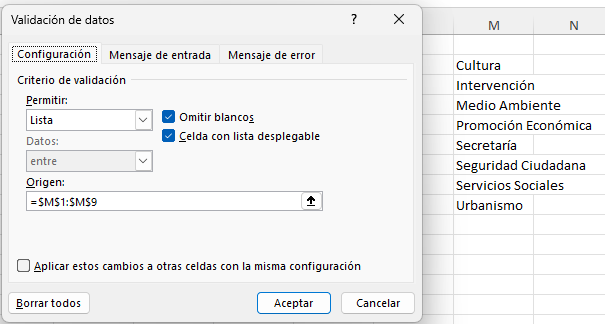 Validación de datos ? ×
Configuración Mensaje de entrada Mensaje de error
Criterio de validación
Permitir:
Lista
Omitir blancos
Celda con lista desplegable
Datos:
entre
Origen:
=$M$1:$M$9
Aplicar estos cambios a otras celdas con la misma configuración
Borrar todos Aceptar Cancelar
M N
Cultura
Intervención
Medio Ambiente
Promoción Económica
Secretaría
Seguridad Ciudadana
Servicios Sociales
Urbanismo